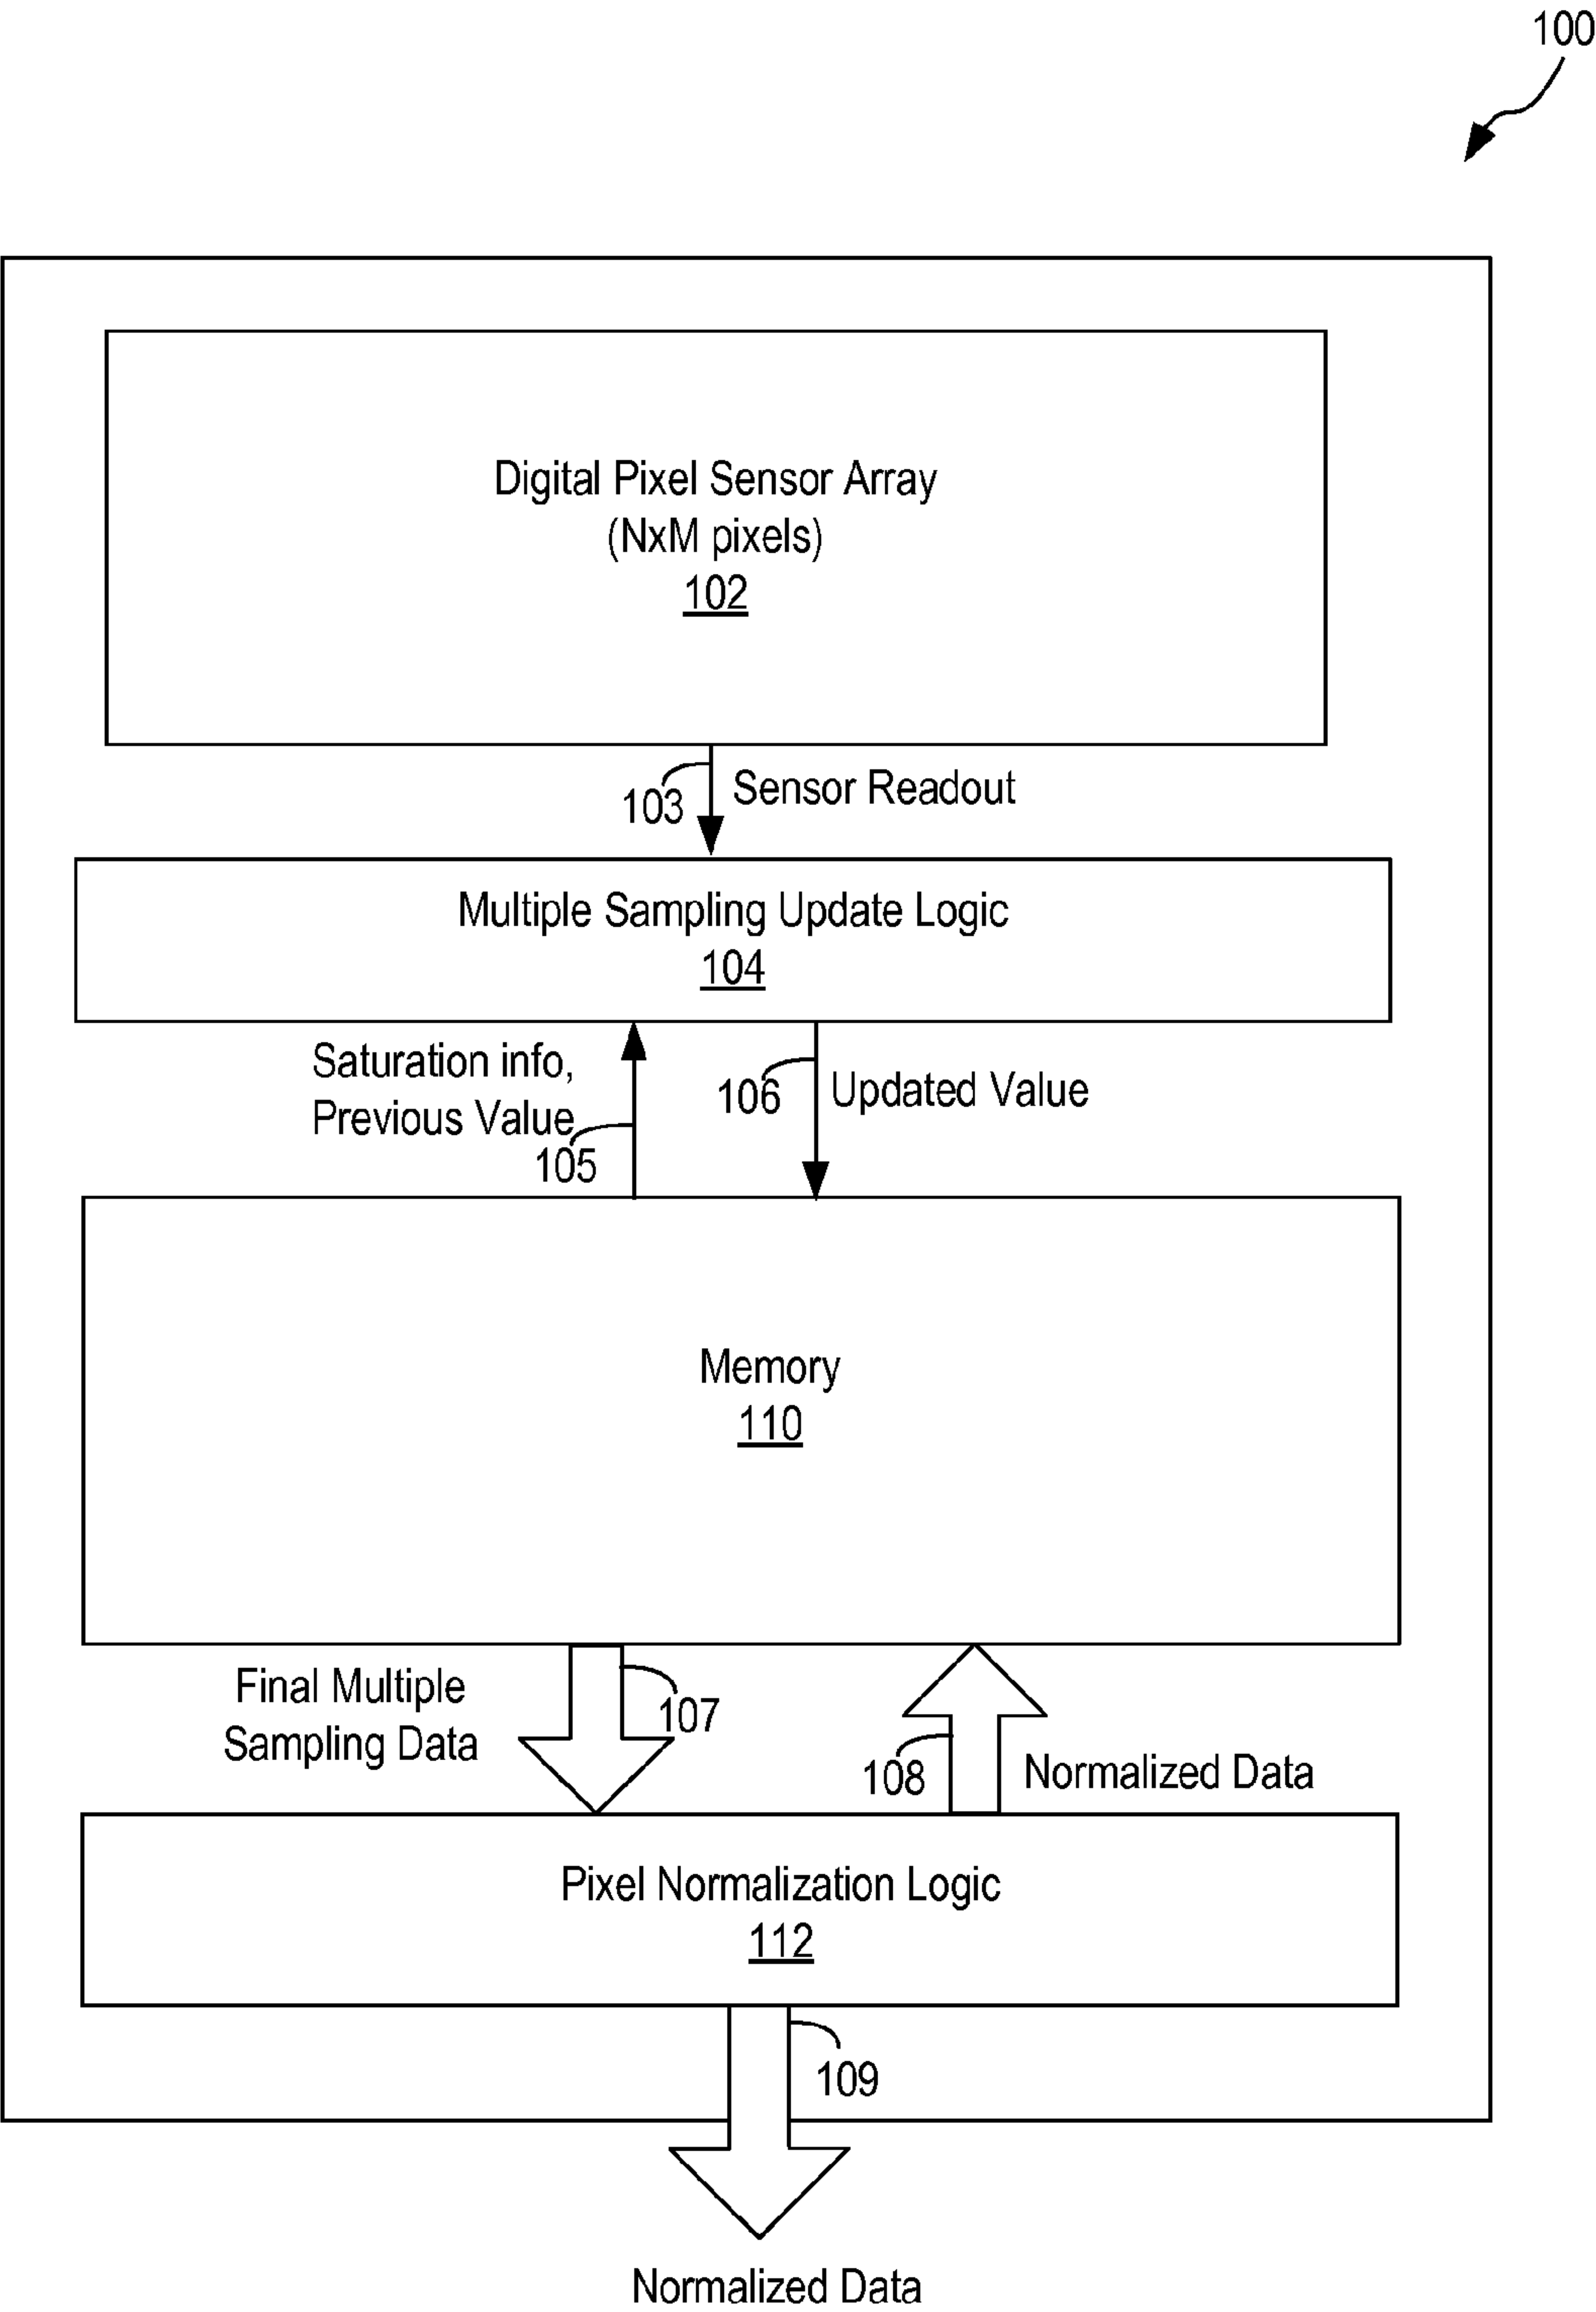 100
Digital Pixel Sensor Array
(NxM pixels)
102
103
Sensor Readout
Multiple Sampling Update Logic
104
Saturation info,
Previous Value
105
106
Updated Value
Memory
110
Final Multiple
Sampling Data
107
108
Normalized Data
Pixel Normalization Logic
112
109
Normalized Data